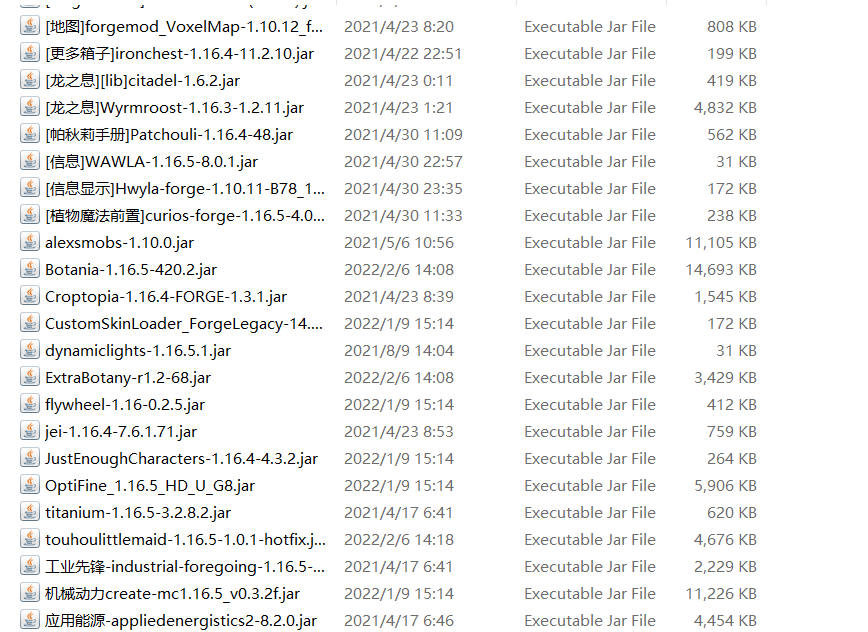 [地图]forgemod_VoxelMap-1.10.12_f... 2021/4/23 8:20 Executable Jar File 808 KB
[更多箱子]ironchest-1.16.4-11.2.10.jar 2021/4/22 22:51 Executable Jar File 199 KB
[龙之息][lib]citadel-1.6.2.jar 2021/4/23 0:11 Executable Jar File 419 KB
[龙之息]Wyrmroost-1.16.3-1.2.11.jar 2021/4/23 1:21 Executable Jar File 4,832 KB
[帕秋莉手册]Patchouli-1.16.4-48.jar 2021/4/30 11:09 Executable Jar File 562 KB
[信息]WAWLA-1.16.5-8.0.1.jar 2021/4/30 22:57 Executable Jar File 31 KB
[信息显示]Hwyla-forge-1.10.11-B78_1... 2021/4/30 23:35 Executable Jar File 172 KB
[植物魔法前置]curios-forge-1.16.5-4.0... 2021/4/30 11:33 Executable Jar File 238 KB
alexsmobs-1.10.0.jar 2021/5/6 10:56 Executable Jar File 11,105 KB
Botania-1.16.5-420.2.jar 2022/2/6 14:08 Executable Jar File 14,693 KB
Croptopia-1.16.4-FORGE-1.3.1.jar 2021/4/23 8:39 Executable Jar File 1,545 KB
CustomSkinLoader_ForgeLegacy-14.... 2022/1/9 15:14 Executable Jar File 172 KB
dynamiclights-1.16.5.1.jar 2021/8/9 14:04 Executable Jar File 31 KB
ExtraBotany-r1.2-68.jar 2022/2/6 14:08 Executable Jar File 3,429 KB
flywheel-1.16-0.2.5.jar 2022/1/9 15:14 Executable Jar File 412 KB
jei-1.16.4-7.6.1.71.jar 2021/4/23 8:53 Executable Jar File 759 KB
JustEnoughCharacters-1.16.4-4.3.2.jar 2022/1/9 15:14 Executable Jar File 264 KB
OptiFine_1.16.5_HD_U_G8.jar 2022/1/9 15:14 Executable Jar File 5,906 KB
titanium-1.16.5-3.2.8.2.jar 2021/4/17 6:41 Executable Jar File 620 KB
touhoulittlemaid-1.16.5-1.0.1-hotfix.j... 2022/2/6 14:18 Executable Jar File 4,676 KB
工业先锋-industrial-foregoing-1.16.5-... 2021/4/17 6:41 Executable Jar File 2,229 KB
机械动力create-mc1.16.5_v0.3.2f.jar 2022/1/9 15:14 Executable Jar File 11,226 KB
应用能源-appliedenergistics2-8.2.0.jar 2021/4/17 6:46 Executable Jar File 4,454 KB